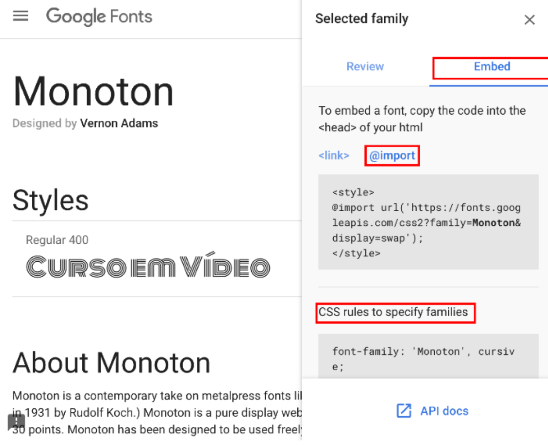 Google Fonts
Monoton
Designed by Vernon Adams
Styles
Regular 400
CURSO EM VÍDEO
About Monoton
Monoton is a contemporary take on metalpress fonts
in 1931 by Rudolf Koch.) Monoton is a pure display web
30 points. Monoton has been designed to be used
Selected family
Review
Embed
To embed a font, copy the code into the
<head> of your html
<link>
@import
<style>
@import url('https://fonts.goo
gleapis.com/css2?family=Monoton&
display=swap');
</style>
CSS rules to specify families
font-family: 'Monoton', cursiv
e;
API docs